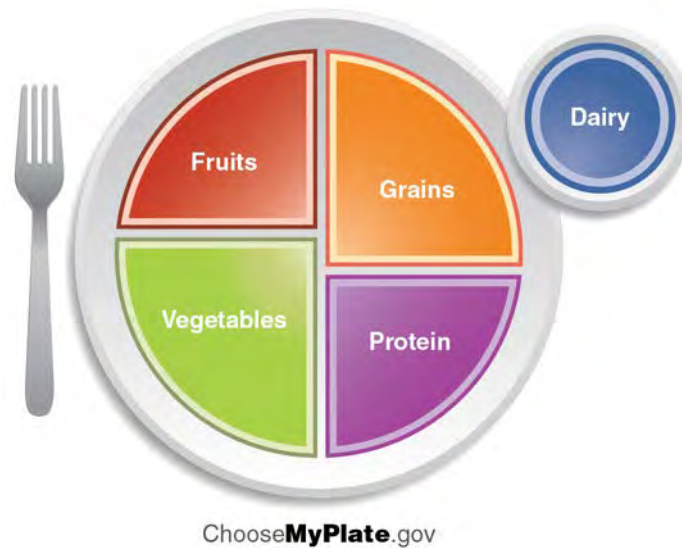 Dairy
Fruits
Grains
Vegetables
Protein
ChooseMyPlate.gov